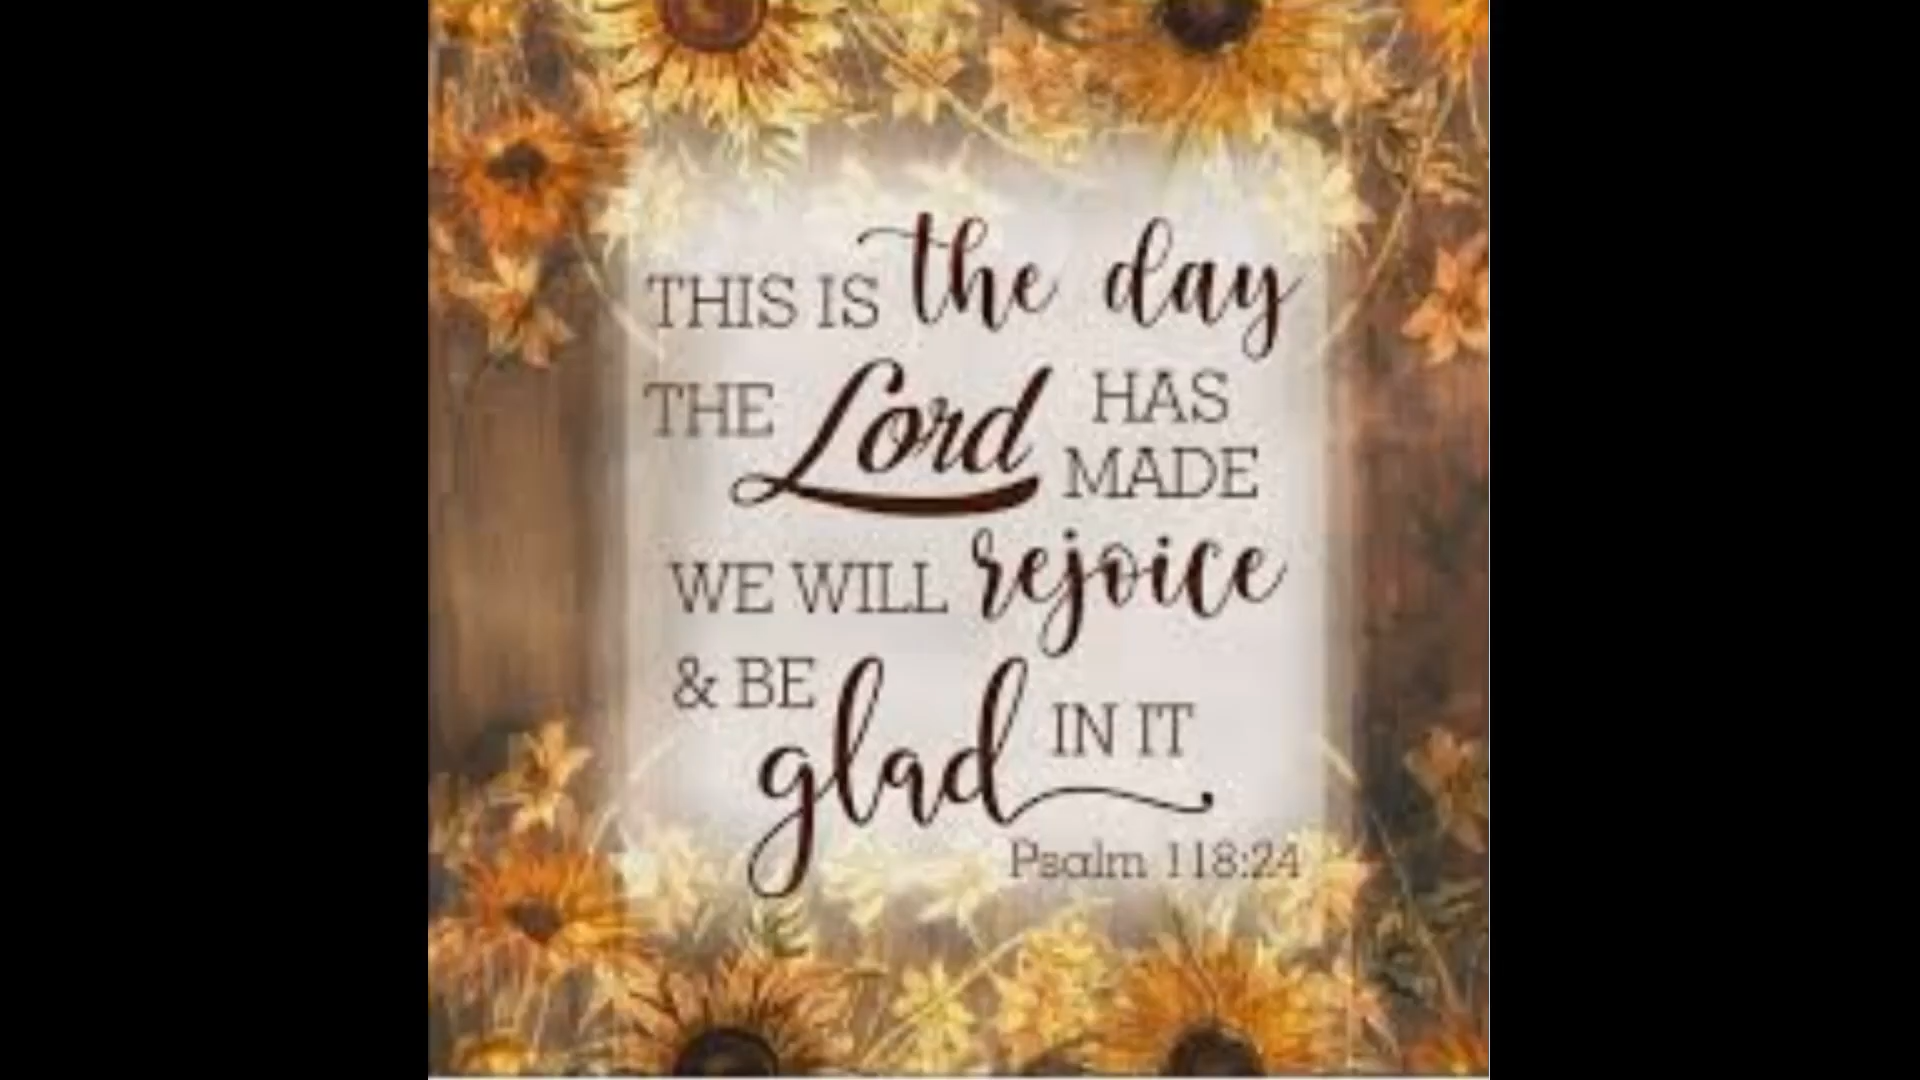 THIS IS the day
THE Lord HAS MADE
WE WILL rejoice
& BE glad IN IT
Psalm 118:24